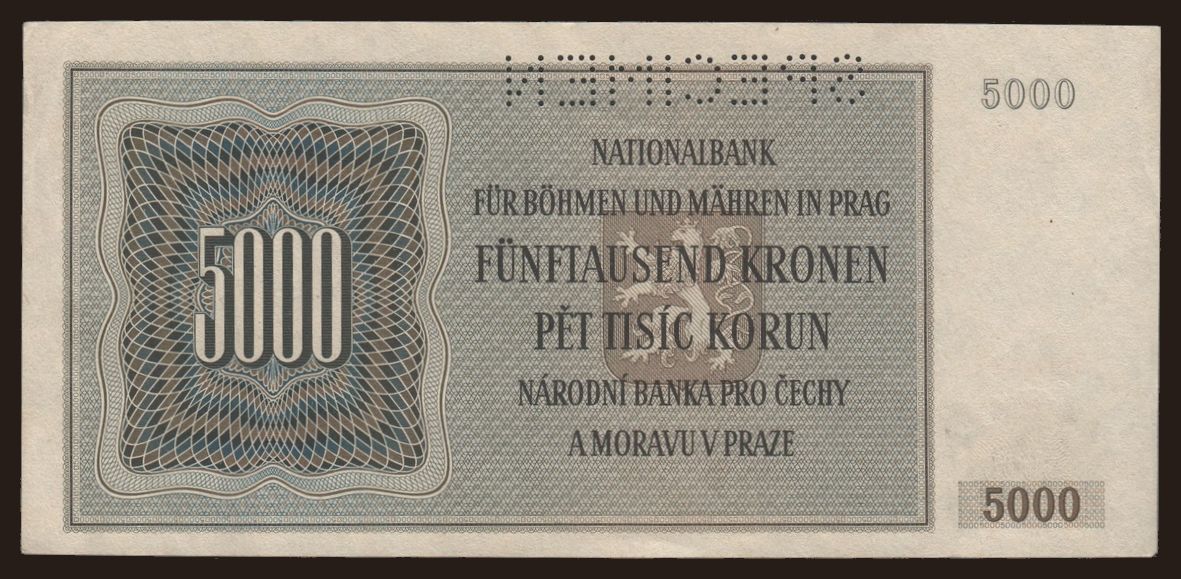 NƎMIƆƎꟼƧ
5000
NATIONALBANK
FÜR BÖHMEN UND MÄHREN IN PRAG
5000
FÜNFTAUSEND KRONEN
PĚT TISÍC KORUN
NÁRODNÍ BANKA PRO ČECHY
A MORAVU V PRAZE
5000